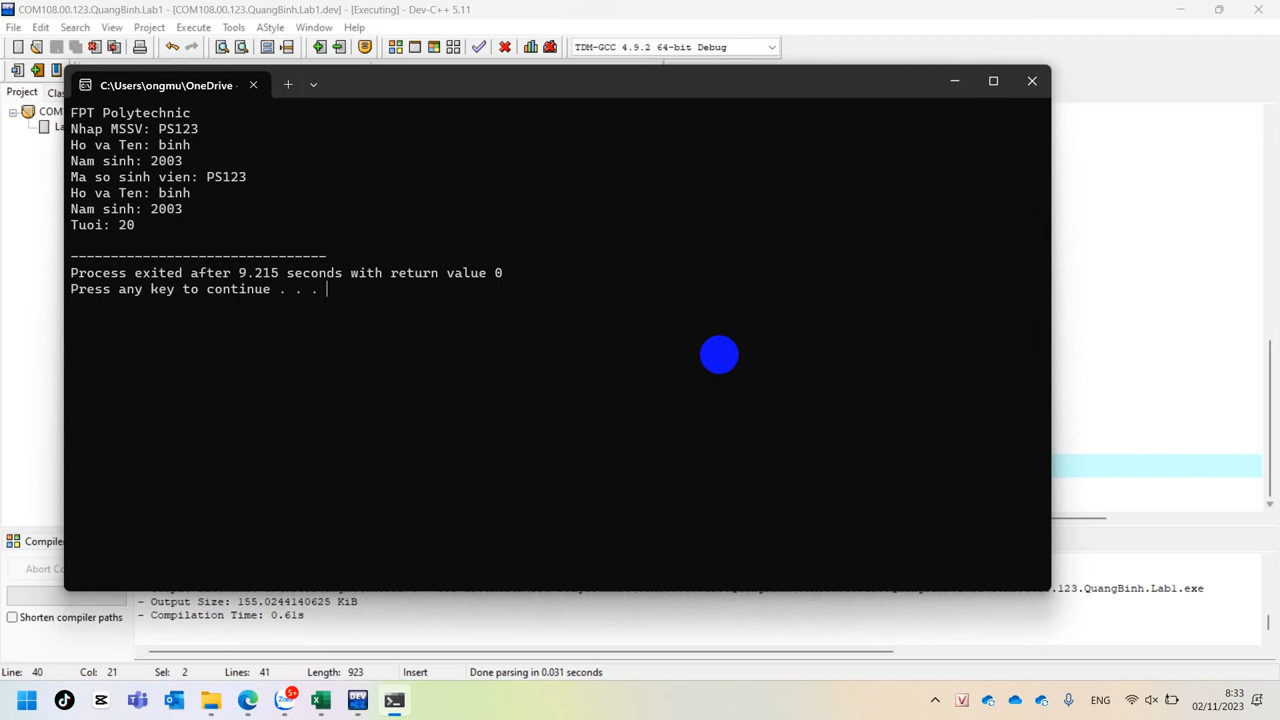 COM108.00.123.QuangBinh.Lab1 - [COM108.00.123.QuangBinh.Lab1.dev] - [Executing] - Dev-C++ 5.11
File Edit Search View Project Execute Tools AStyle Window Help
TDM-GCC 4.9.2 64-bit Debug
C:\Users\ongmu\OneDrive
Project
COM
FPT Polytechnic
Nhap MSSV: PS123
Ho va Ten: binh
Nam sinh: 2003
Ma so sinh vien: PS123
Ho va Ten: binh
Nam sinh: 2003
Tuoi: 20
--------------------------------
Process exited after 9.215 seconds with return value 0
Press any key to continue . . .
Compiler
Abort Co
.123.QuangBinh.Lab1.exe
- Output Size: 155.0244140625 KiB
- Compilation Time: 0.61s
Shorten compiler paths
Line: 40 Col: 21 Sel: 2 Lines: 41 Length: 923 Insert Done parsing in 0.031 seconds
5+
DEV
V
ENG
8:33
02/11/2023